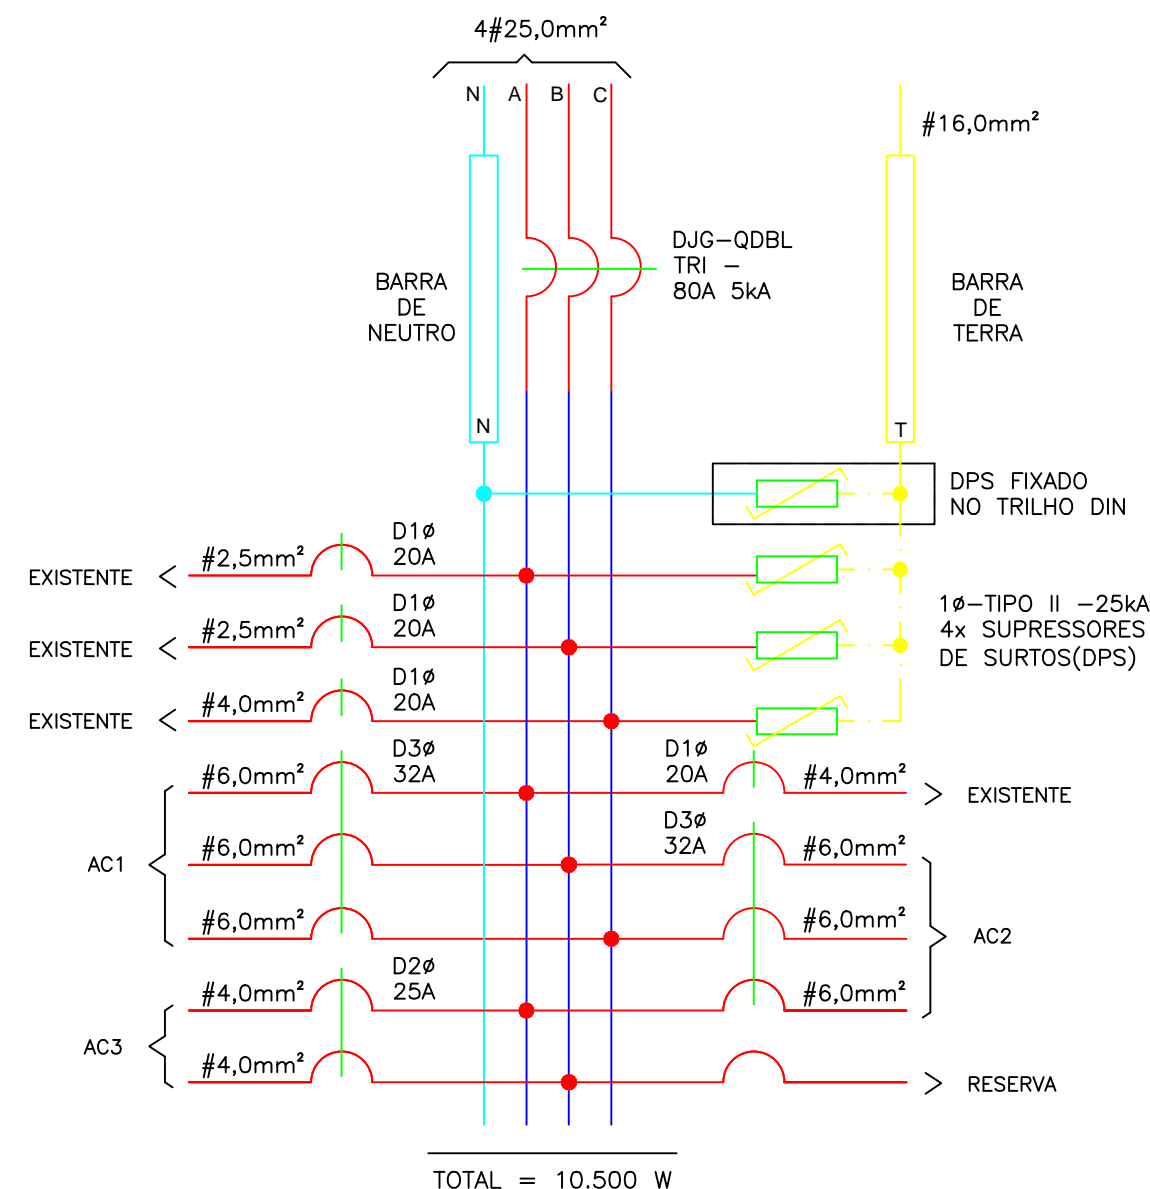 4#25,0mm²
N A B C
#16,0mm²
DJG-QDBL
TRI -
80A 5kA
BARRA
DE
NEUTRO
BARRA
DE
TERRA
N
T
DPS FIXADO
NO TRILHO DIN
D1ø
20A
#2,5mm²
EXISTENTE
D1ø
20A
#2,5mm²
EXISTENTE
1ø-TIPO II -25kA
4x SUPRESSORES
DE SURTOS(DPS)
D1ø
20A
#4,0mm²
EXISTENTE
D3ø
32A
#6,0mm²
#6,0mm²
#6,0mm²
AC1
D1ø
20A
#4,0mm²
EXISTENTE
D3ø
32A
#6,0mm²
#6,0mm²
#6,0mm²
AC2
D2ø
25A
#4,0mm²
#4,0mm²
AC3
RESERVA
TOTAL = 10.500 W